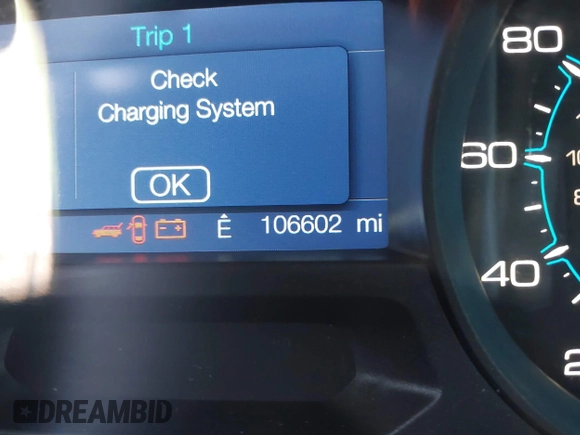 Trip 1
Check
Charging System
OK
Ê 106602 mi
80
60
40
DREAMBID